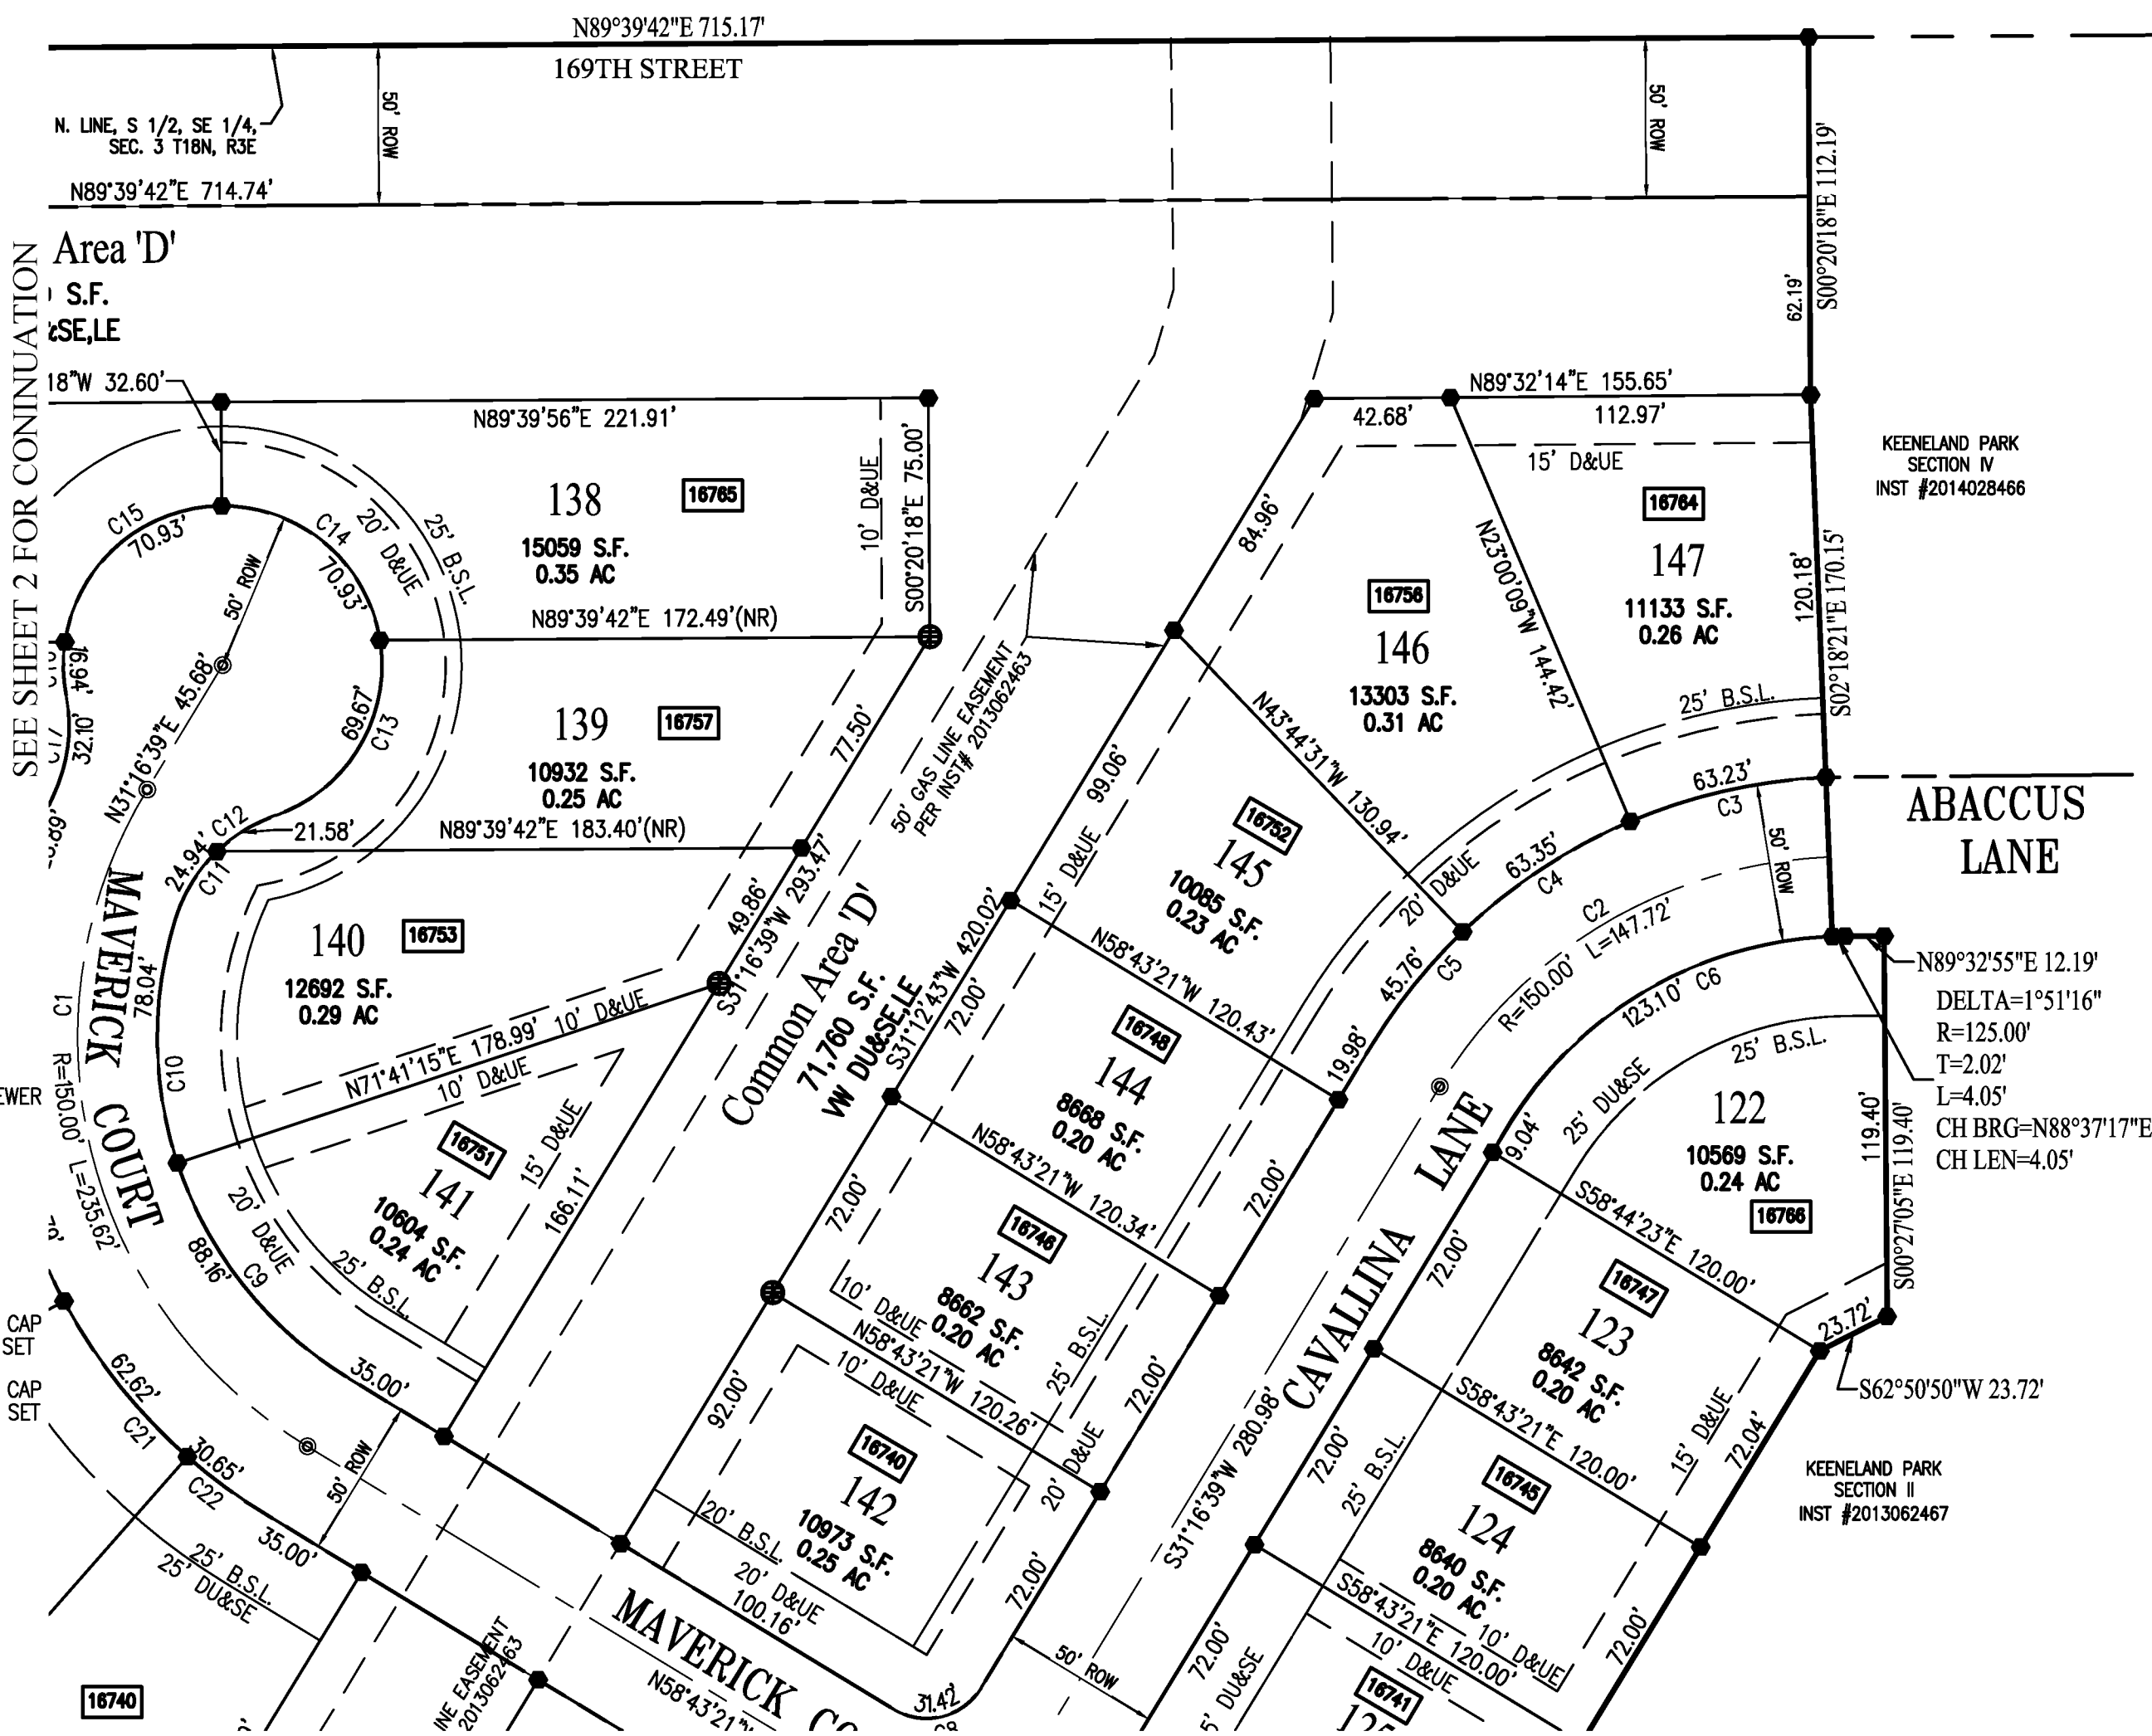 N89°39'42"E 715.17'
169TH STREET
50' ROW
50' ROW
N. LINE, S 1/2, SE 1/4,
SEC. 3 T18N, R3E
N89°39'42"E 714.74'
S00°20'18"E 112.19'
62.19'
SEE SHEET 2 FOR CONINUATION
Area 'D'
S.F.
&SE,LE
18"W 32.60'
N89°39'56"E 221.91'
N89°32'14"E 155.65'
42.68'
112.97'
15' D&UE
KEENELAND PARK
SECTION IV
INST #2014028466
C15
70.93'
C14
70.93'
20' D&UE
25' B.S.L.
50' ROW
138
16765
15059 S.F.
0.35 AC
10' D&UE
S00°20'18"E 75.00'
N89°39'42"E 172.49'(NR)
84.96'
16764
147
11133 S.F.
0.26 AC
N23°00'09"W 144.42'
120.18'
S02°18'21"E 170.15'
16756
146
13303 S.F.
0.31 AC
16.94'
32.10'
N31°16'39"E 45.68'
69.67'
C13
139
16757
10932 S.F.
0.25 AC
77.50'
50' GAS LINE EASEMENT
PER INST# 2013062463
99.06'
N43°44'31"W 130.94'
25' B.S.L.
63.23'
C3
C12
21.58'
N89°39'42"E 183.40'(NR)
24.94'
C11
ABACCUS
LANE
50' ROW
16752
145
10085 S.F.
0.23 AC
15' D&UE
20' D&UE
63.35'
C4
C2
R=150.00' L=147.72'
MAVERICK COURT
78.04'
C10
C1
R=150.00' L=235.62'
140
16753
12692 S.F.
0.29 AC
49.86'
S31°16'39"W 293.47'
Common Area 'D'
71,760 S.F.
VW DU&SE,LE
S31°12'43"W 420.02'
72.00'
N58°43'21"W 120.43'
45.76'
C5
19.98'
123.10' C6
N89°32'55"E 12.19'
DELTA=1°51'16"
R=125.00'
T=2.02'
L=4.05'
CH BRG=N88°37'17"E
CH LEN=4.05'
EWER
N71°41'15"E 178.99'
10' D&UE
10' D&UE
16748
144
8668 S.F.
0.20 AC
25' DU&SE
25' B.S.L.
122
10569 S.F.
0.24 AC
16766
119.40'
S00°27'05"E 119.40'
9.04'
16751
141
10604 S.F.
0.24 AC
15' D&UE
166.11'
72.00'
N58°43'21"W 120.34'
72.00'
CAVALLINA LANE
S58°44'23"E 120.00'
72.00'
88.16'
C9
20' D&UE
25' B.S.L.
16746
143
8662 S.F.
0.20 AC
10' D&UE
N58°43'21"W 120.26'
25' B.S.L.
72.00'
16747
123
8642 S.F.
0.20 AC
23.72'
S62°50'50"W 23.72'
CAP
SET
CAP
SET
62.62'
C21
35.00'
92.00'
10' D&UE
20' D&UE
S31°16'39"W 280.98'
72.00'
25' B.S.L.
S58°43'21"E 120.00'
15' D&UE
72.04'
KEENELAND PARK
SECTION II
INST #2013062467
30.65'
C22
50' ROW
35.00'
25' B.S.L.
25' DU&SE
16740
142
10973 S.F.
0.25 AC
20' B.S.L.
20' D&UE
100.16'
72.00'
16745
124
8640 S.F.
0.20 AC
S58°43'21"E 120.00'
10' D&UE
10' D&UE
72.00'
72.00'
MAVERICK CO
N58°43'21"W
31.42'
C8
50' ROW
5' DU&SE
16740
NE EASEMENT
2013062463
16741
125